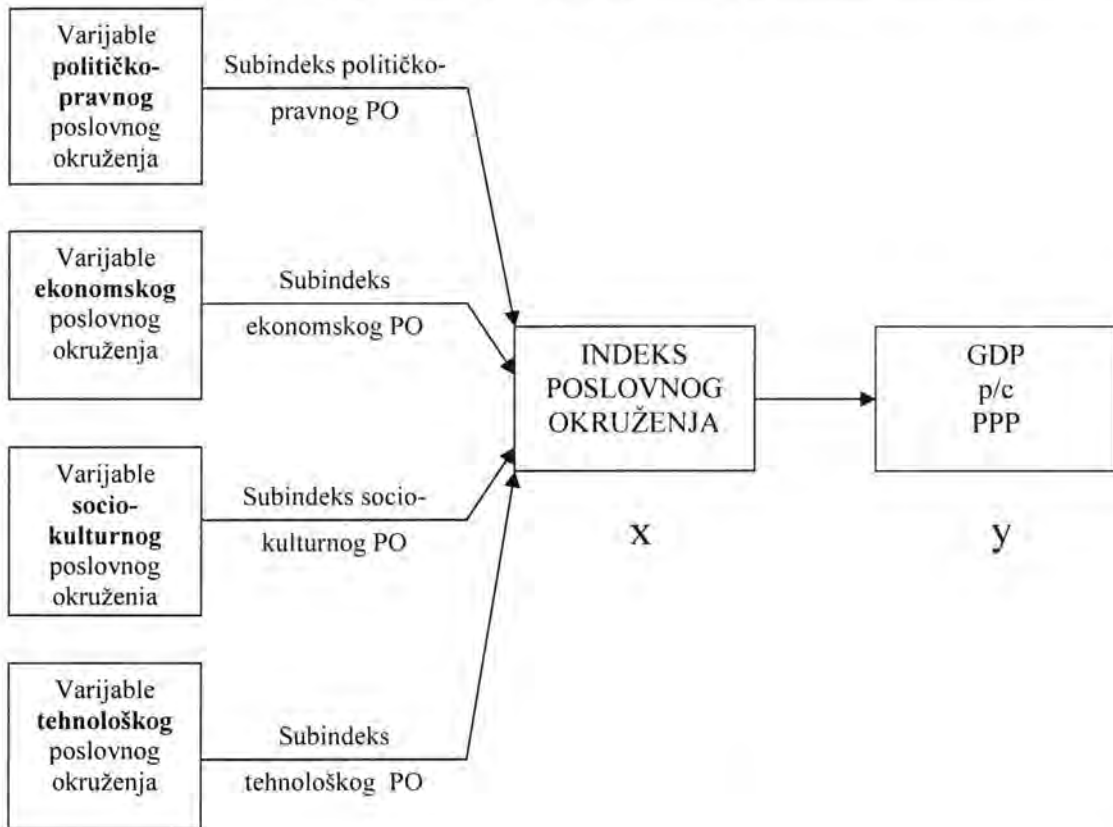 Varijable
političko-
pravnog
poslovnog
okruženja
Subindeks političko-
pravnog PO
Varijable
ekonomskog
poslovnog
okruženja
Subindeks
ekonomskog PO
INDEKS
POSLOVNOG
OKRUŽENJA
GDP
p/c
PPP
Varijable
socio-
kulturnog
poslovnog
okruženia
Subindeks socio-
kulturnog PO
x
y
Varijable
tehnološkog
poslovnog
okruženja
Subindeks
tehnološkog PO